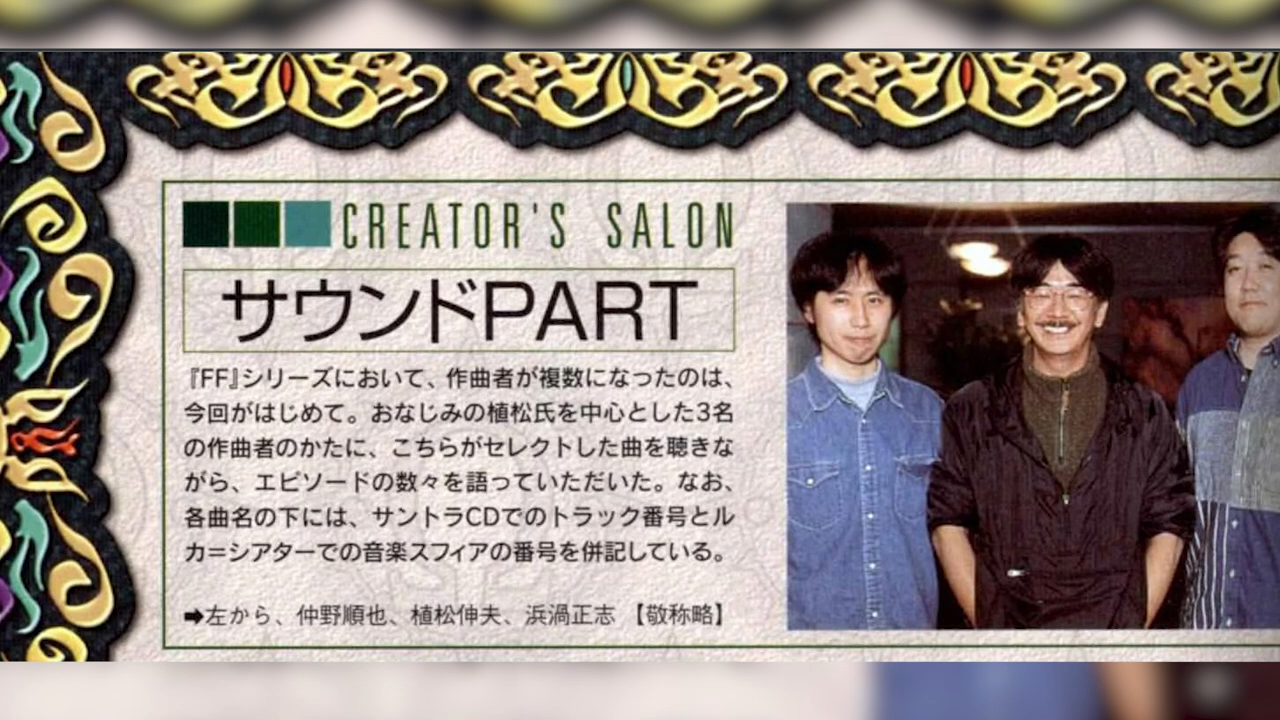 CREATOR'S SALON
サウンドPART
『FF』シリーズにおいて、作曲者が複数になったのは、
今回がはじめて。おなじみの植松氏を中心とした3名
の作曲者のかたに、こちらがセレクトした曲を聴きな
がら、エピソードの数々を語っていただいた。なお、
各曲名の下には、サントラCDでのトラック番号とル
カ=シアターでの音楽スフィアの番号を併記している。
➡左から、仲野順也、植松伸夫、浜渦正志 【敬称略】